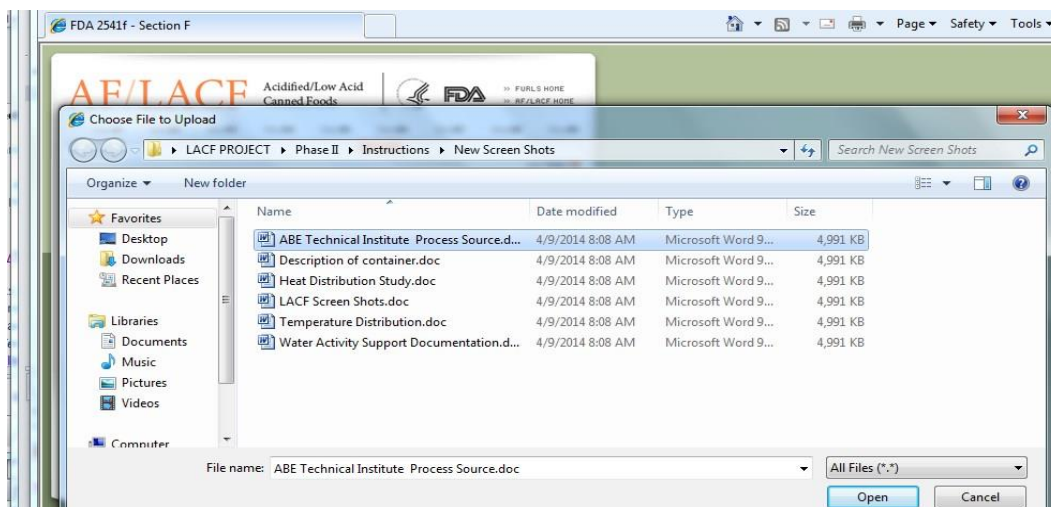 FDA 2541f - Section F
Page Safety Tools
AF/LACF Acidified/Low Acid Canned Foods FDA >> FURLS HOME
>> AF/LACF HOME
Choose File to Upload
LACF PROJECT Phase II Instructions New Screen Shots Search New Screen Shots
Organize New folder
Favorites
Desktop
Downloads
Recent Places
Libraries
Documents
Music
Pictures
Videos
Computer
Name Date modified Type Size
ABE Technical Institute Process Source.d... 4/9/2014 8:08 AM Microsoft Word 9... 4,991 KB
Description of container.doc 4/9/2014 8:08 AM Microsoft Word 9... 4,991 KB
Heat Distribution Study.doc 4/9/2014 8:08 AM Microsoft Word 9... 4,991 KB
LACF Screen Shots.doc 4/9/2014 8:08 AM Microsoft Word 9... 4,991 KB
Temperature Distribution.doc 4/9/2014 8:08 AM Microsoft Word 9... 4,991 KB
Water Activity Support Documentation.d... 4/9/2014 8:08 AM Microsoft Word 9... 4,991 KB
File name: ABE Technical Institute Process Source.doc All Files (*.*)
Open Cancel